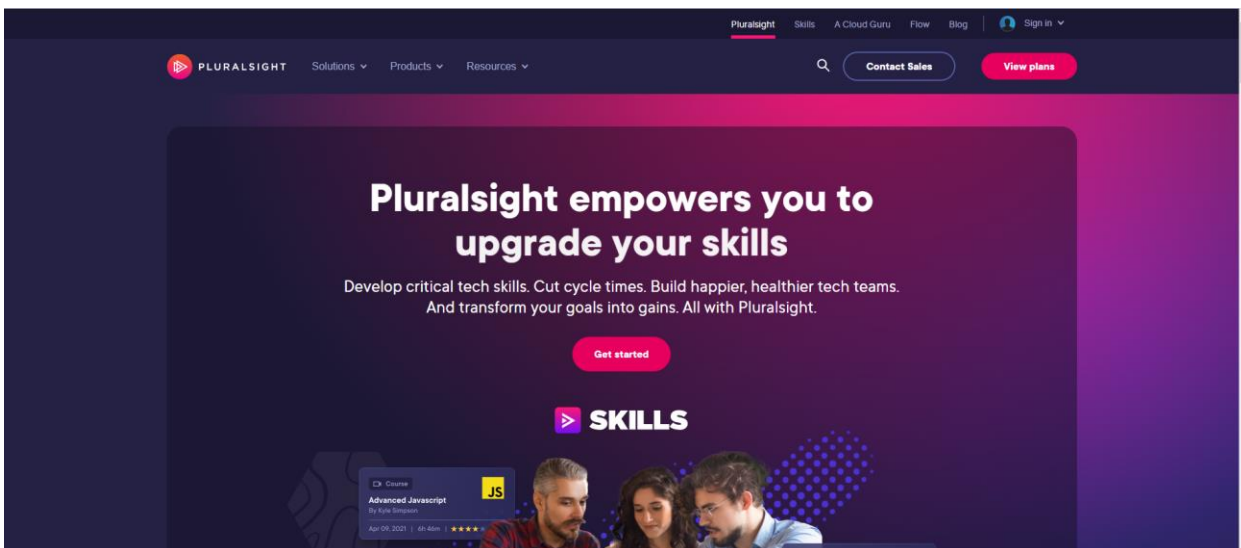 Pluralsight Skills A Cloud Guru Flow Blog Sign in
PLURALSIGHT Solutions Products Resources Contact Sales View plans
Pluralsight empowers you to
upgrade your skills
Develop critical tech skills. Cut cycle times. Build happier, healthier tech teams.
And transform your goals into gains. All with Pluralsight.
Get started
SKILLS
Course
JS
Advanced Javascript
By Kyle Simpson
Apr 09, 2021 | 6h 46m |